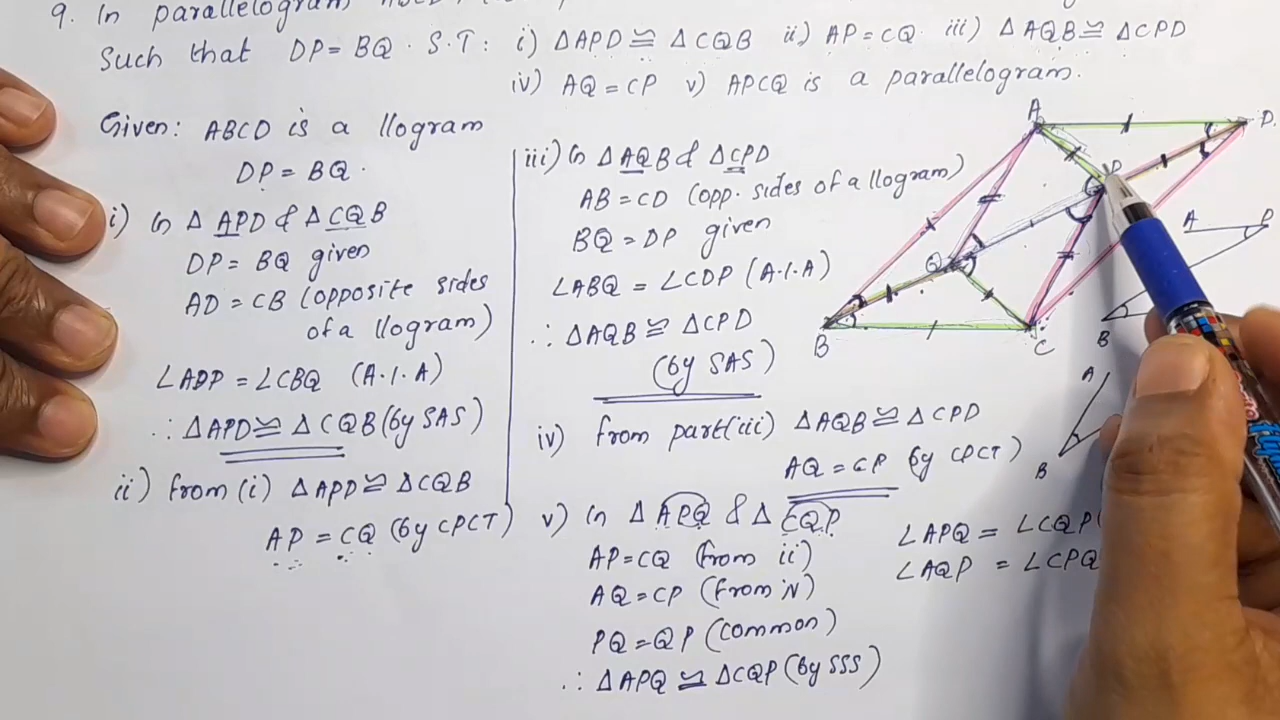 9. In parallelogram
Such that DP = BQ. S.T: i) ΔAPD ≅ ΔCQB ii) AP = CQ iii) ΔAQB ≅ ΔCPD
iv) AQ = CP v) APCQ is a parallelogram.
Given: ABCD is a llogram
DP = BQ.
i) In Δ APD & Δ CQB
DP = BQ given
AD = CB (opposite sides
of a llogram)
∠ADP = ∠CBQ (A.I.A)
∴ ΔAPD ≅ ΔCQB (by SAS)
ii) from (i) ΔAPD ≅ ΔCQB
AP = CQ (by CPCT)
iii) In ΔAQB & ΔCPD
AB = CD (opp. sides of a llogram)
BQ = DP given
∠ABQ = ∠CDP (A.I.A)
∴ ΔAQB ≅ ΔCPD
(by SAS)
iv) from part(iii) ΔAQB ≅ ΔCPD
AQ = CP (by CPCT)
v) In ΔAPQ & ΔCQP
AP = CQ (from ii)
AQ = CP (from iv)
PQ = QP (common)
∴ ΔAPQ ≅ ΔCQP (by SSS)
∠APQ = ∠CQP (
∠AQP = ∠CPQ
A
D
P
Q
B
C
A
D
B
A
B